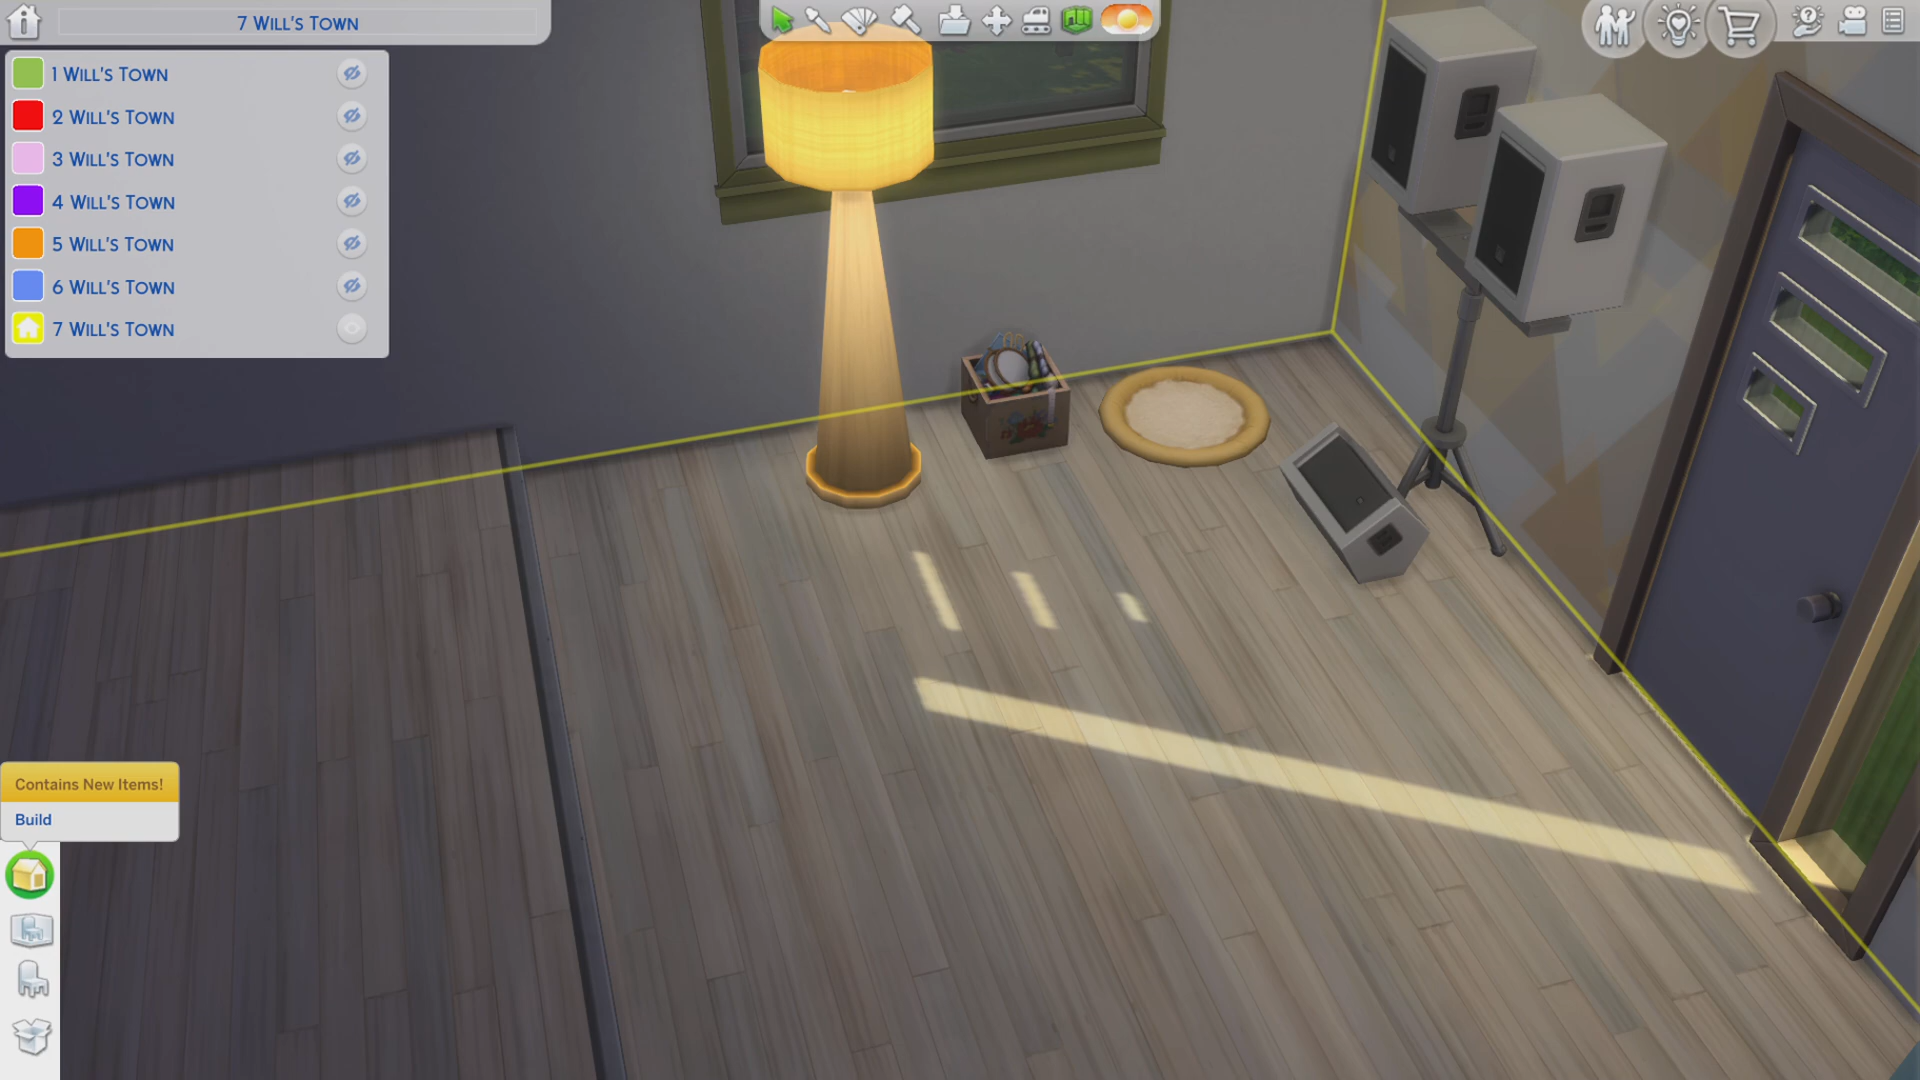 7 Will's Town
1 Will's Town
2 Will's Town
3 Will's Town
4 Will's Town
5 Will's Town
6 Will's Town
7 Will's Town
Contains New Items!
Build